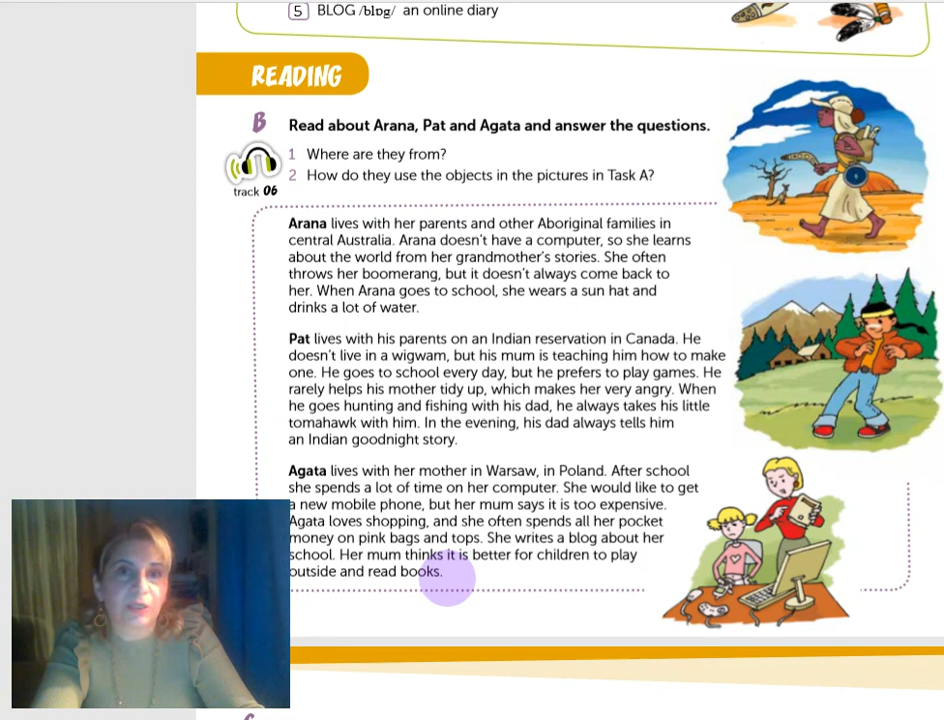 5 BLOG /blɒg/ an online diary
READING
B Read about Arana, Pat and Agata and answer the questions.
1 Where are they from?
2 How do they use the objects in the pictures in Task A?
track 06
Arana lives with her parents and other Aboriginal families in
central Australia. Arana doesn't have a computer, so she learns
about the world from her grandmother's stories. She often
throws her boomerang, but it doesn't always come back to
her. When Arana goes to school, she wears a sun hat and
drinks a lot of water.
Pat lives with his parents on an Indian reservation in Canada. He
doesn't live in a wigwam, but his mum is teaching him how to make
one. He goes to school every day, but he prefers to play games. He
rarely helps his mother tidy up, which makes her very angry. When
he goes hunting and fishing with his dad, he always takes his little
tomahawk with him. In the evening, his dad always tells him
an Indian goodnight story.
Agata lives with her mother in Warsaw, in Poland. After school
she spends a lot of time on her computer. She would like to get
a new mobile phone, but her mum says it is too expensive.
Agata loves shopping, and she often spends all her pocket
money on pink bags and tops. She writes a blog about her
school. Her mum thinks it is better for children to play
outside and read books.